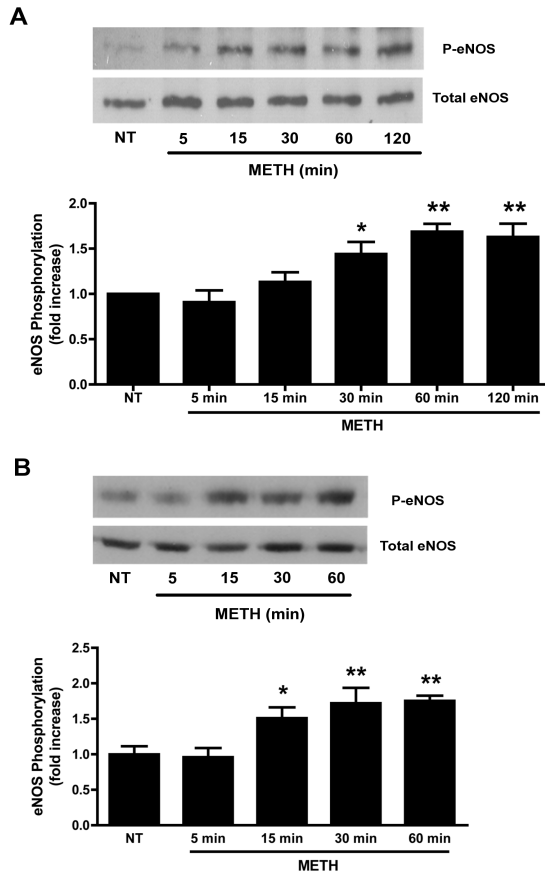 A
P-eNOS
Total eNOS
NT 5 15 30 60 120
METH (min)
eNOS Phosphorylation
(fold increase)
2.0
1.5
1.0
0.5
0.0
* ** **
NT 5 min 15 min 30 min 60 min 120 min
METH
B
P-eNOS
Total eNOS
NT 5 15 30 60
METH (min)
eNOS Phosphorylation
(fold increase)
2.5
2.0
1.5
1.0
0.5
0.0
* ** **
NT 5 min 15 min 30 min 60 min
METH